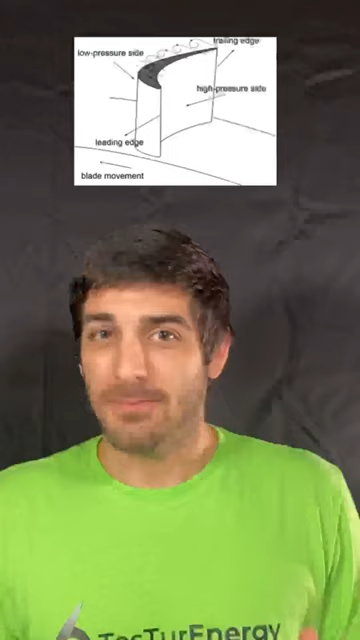 trailing edge
low-pressure side
high-pressure side
leading edge
blade movement
TesTurEnergy